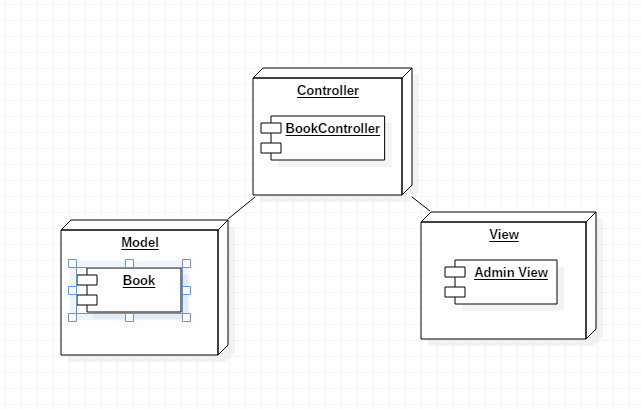 Controller
BookController
Model
Book
View
Admin View